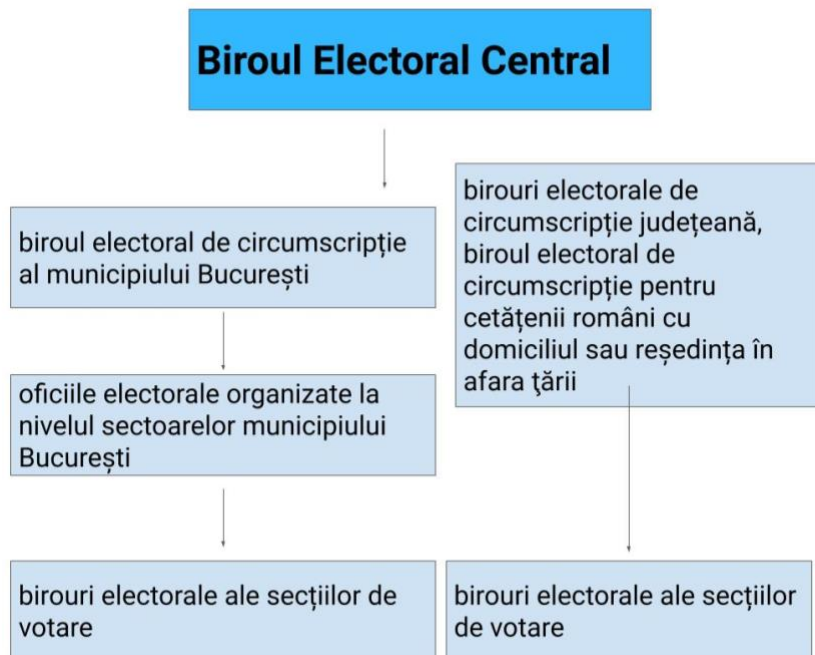 Biroul Electoral Central
biroul electoral de circumscripție
al municipiului București
oficiile electorale organizate la
nivelul sectoarelor municipiului
București
birouri electorale ale secțiilor de
votare
birouri electorale de
circumscripție județeană,
biroul electoral de
circumscripție pentru
cetățenii români cu
domiciliul sau reședința în
afara ţării
birouri electorale ale secțiilor
de votare